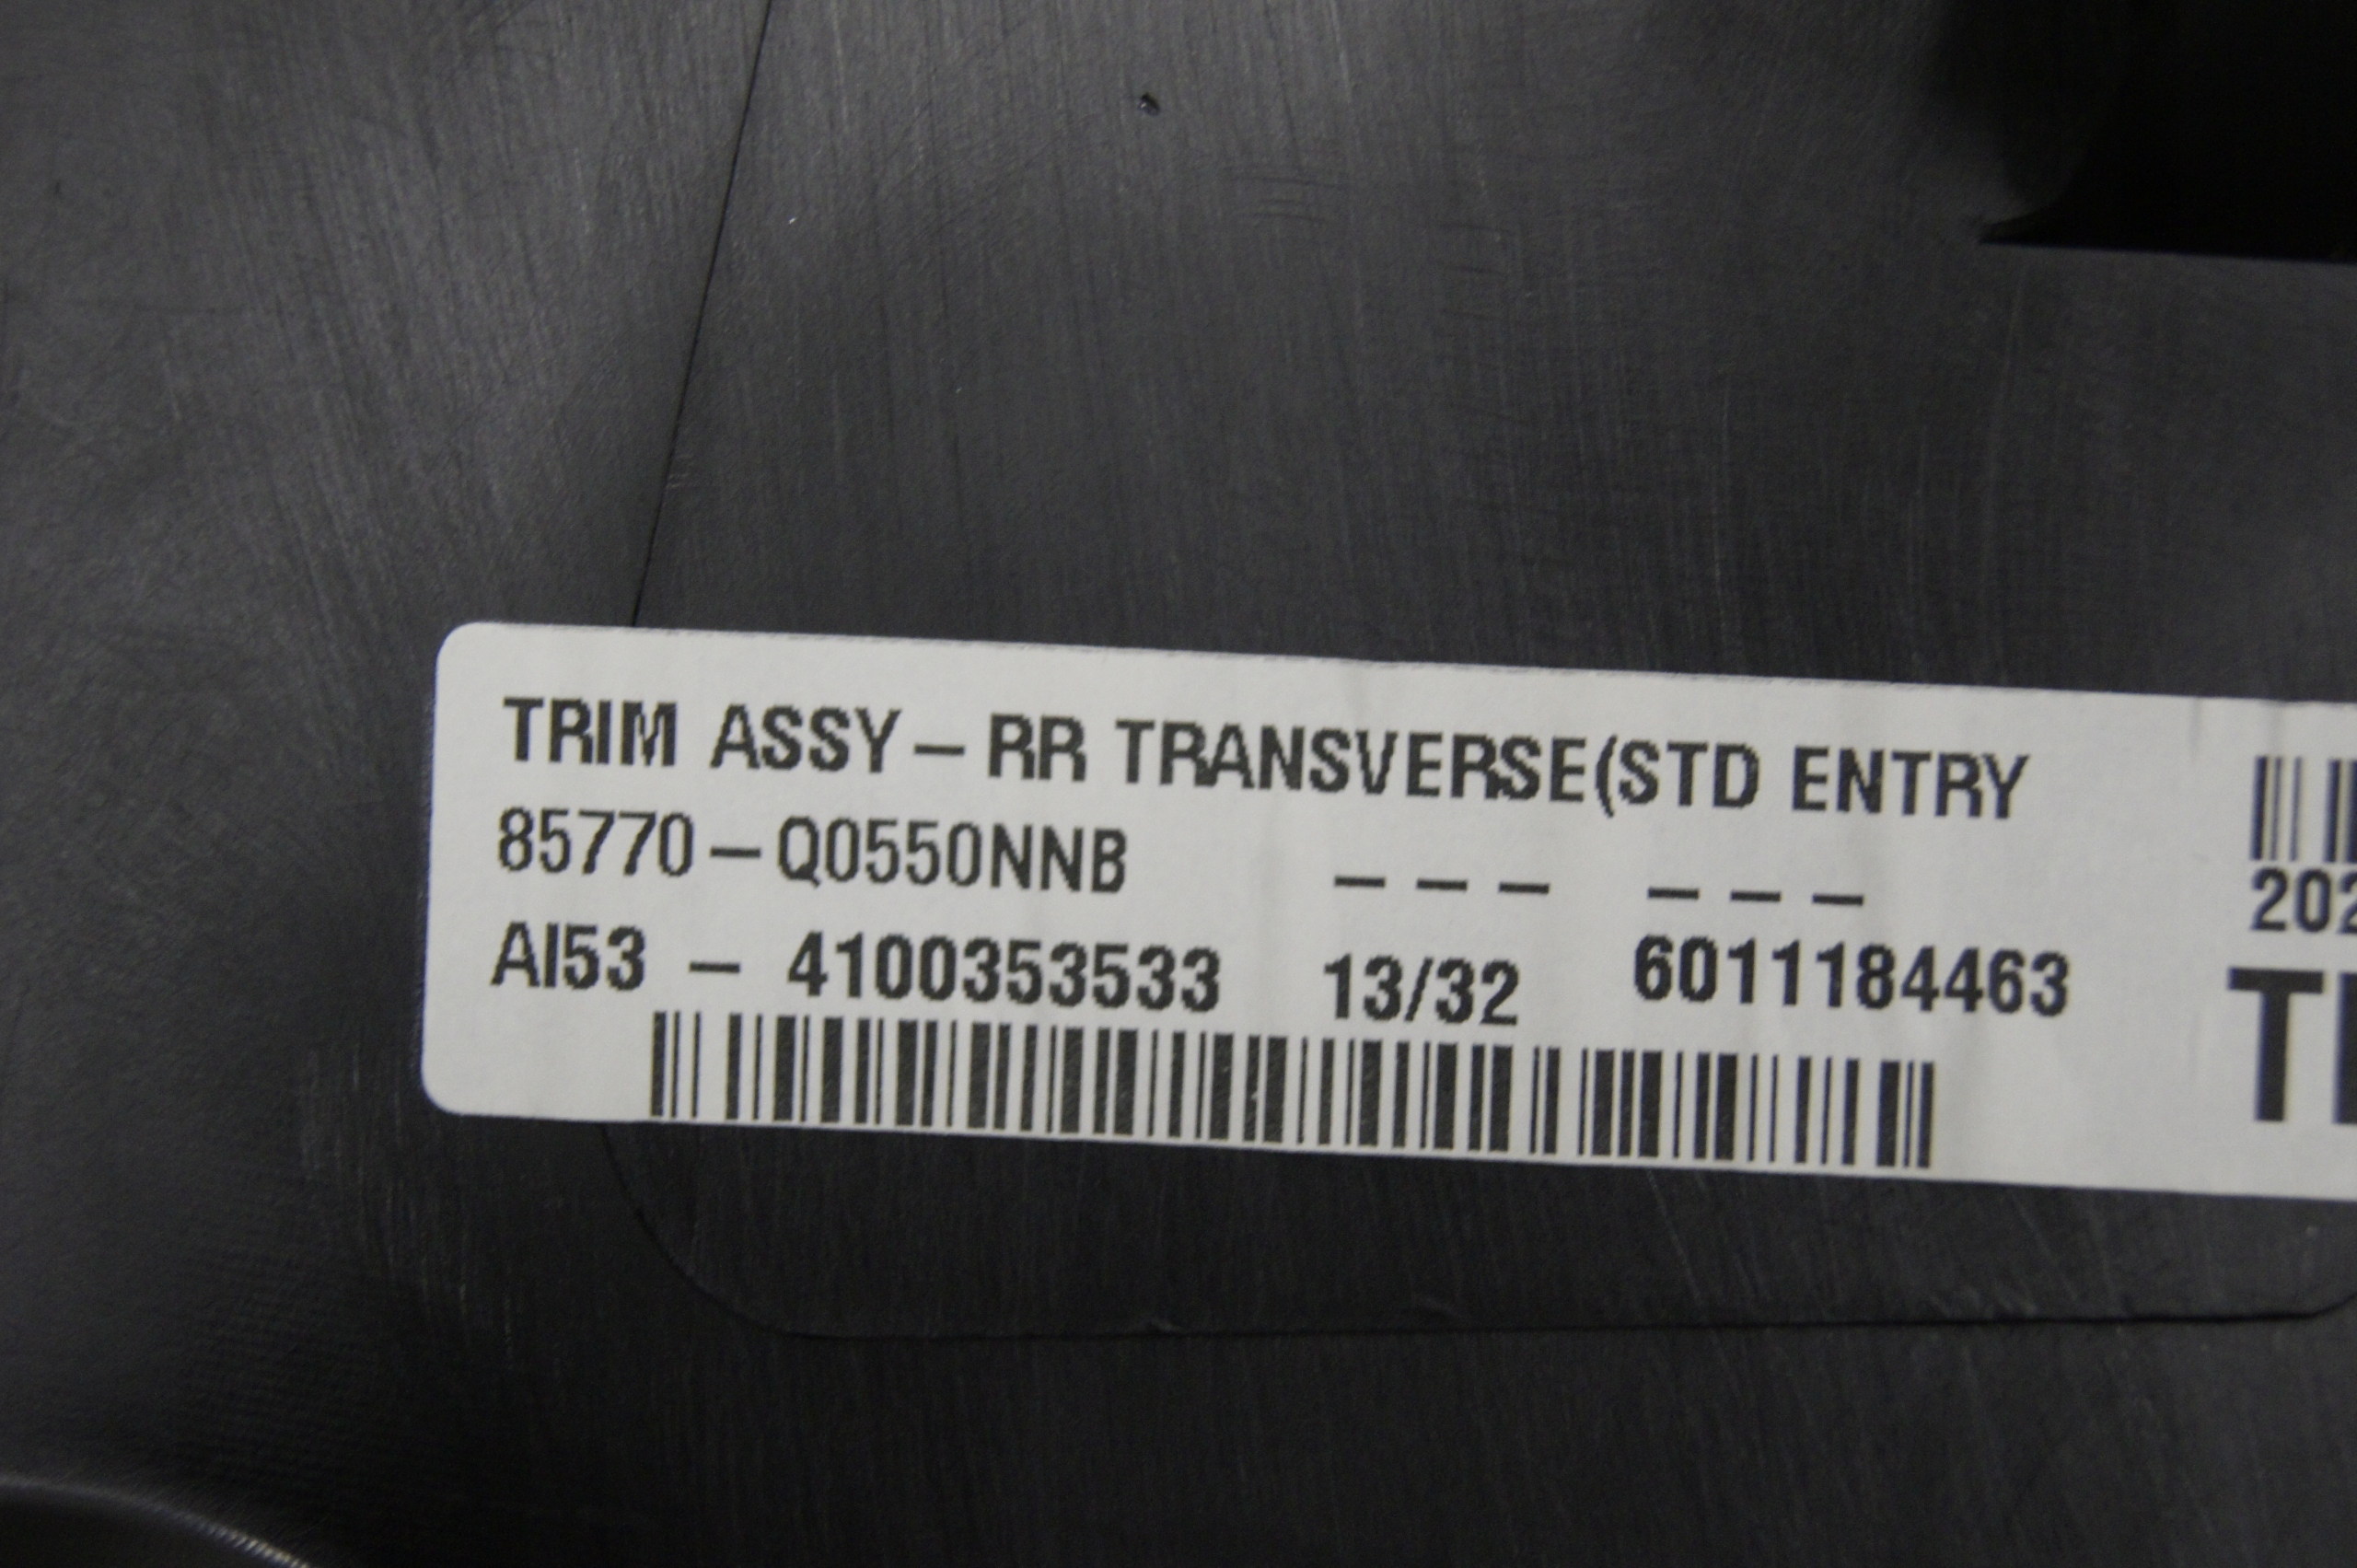 TRIM ASSY - RR TRANSVERSE(STD ENTRY
85770 - Q0550NNB - - - - - -
AI53 - 4100353533 13/32 6011184463